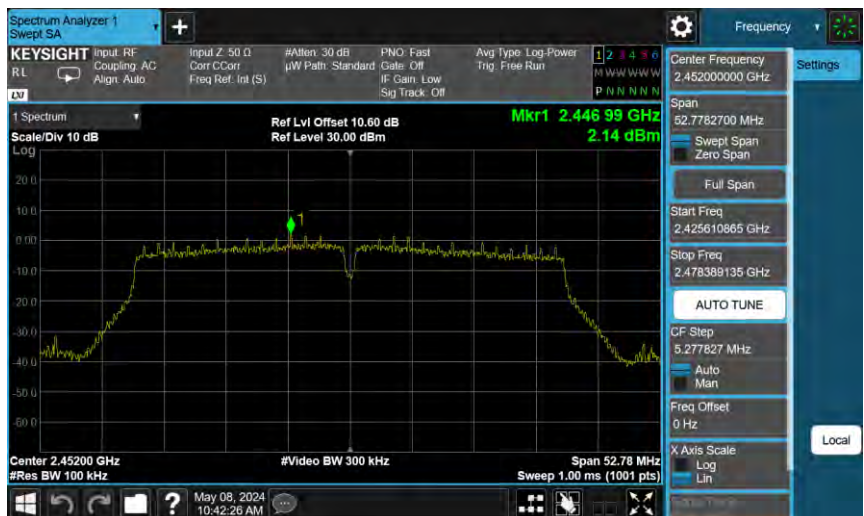 Spectrum Analyzer 1
Swept SA
+
Frequency
KEYSIGHT
RL
LXI
Input: RF
Coupling: AC
Align: Auto
Input Z: 50 Ω
Corr CCorr
Freq Ref: Int (S)
#Atten: 30 dB
µW Path: Standard
PNO: Fast
Gate: Off
IF Gain: Low
Sig Track: Off
Avg Type: Log-Power
Trig: Free Run
1 2 3 4 5 6
M W W W W W
P N N N N N
1 Spectrum
Scale/Div 10 dB
Log
Ref Lvl Offset 10.60 dB
Ref Level 30.00 dBm
Mkr1 2.446 99 GHz
2.14 dBm
20.0
10.0
0.00
-10.0
-20.0
-30.0
-40.0
-50.0
-60.0
1
Center 2.45200 GHz
#Res BW 100 kHz
#Video BW 300 kHz
Span 52.78 MHz
Sweep 1.00 ms (1001 pts)
Center Frequency
2.452000000 GHz
Settings
Span
52.7782700 MHz
Swept Span
Zero Span
Full Span
Start Freq
2.425610865 GHz
Stop Freq
2.478389135 GHz
AUTO TUNE
CF Step
5.277827 MHz
Auto
Man
Freq Offset
0 Hz
X Axis Scale
Log
Lin
Local
?
May 08, 2024
10:42:26 AM